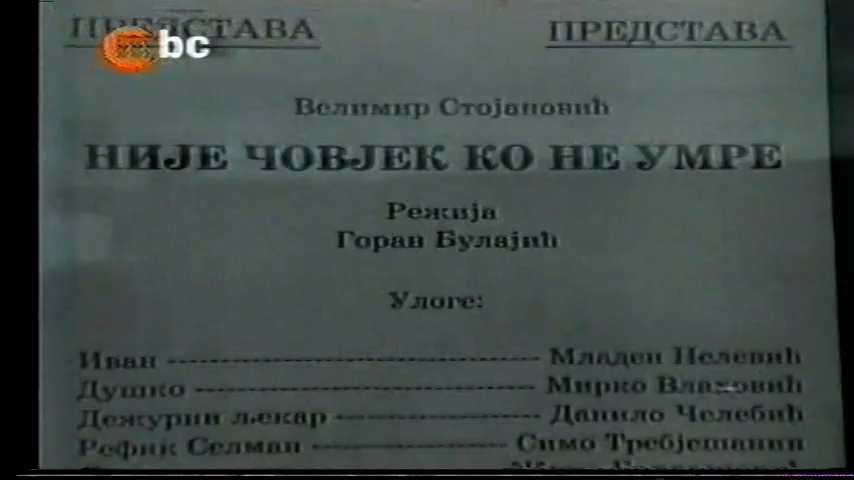 ПРЕДСТАВА ПРЕДСТАВА
bc
Велимир Стојановић
НИЈЕ ЧОВЈЕК КО НЕ УМРЕ
Режија
Горан Булајић
Улоге:
Иван ---------------------------------------- Младен Нелевић
Душко ------------------------------------ Мирко Влаховић
Дежурни љекар ---------------------- Данило Челебић
Рефик Селман --------------------- Симо Требјешанин